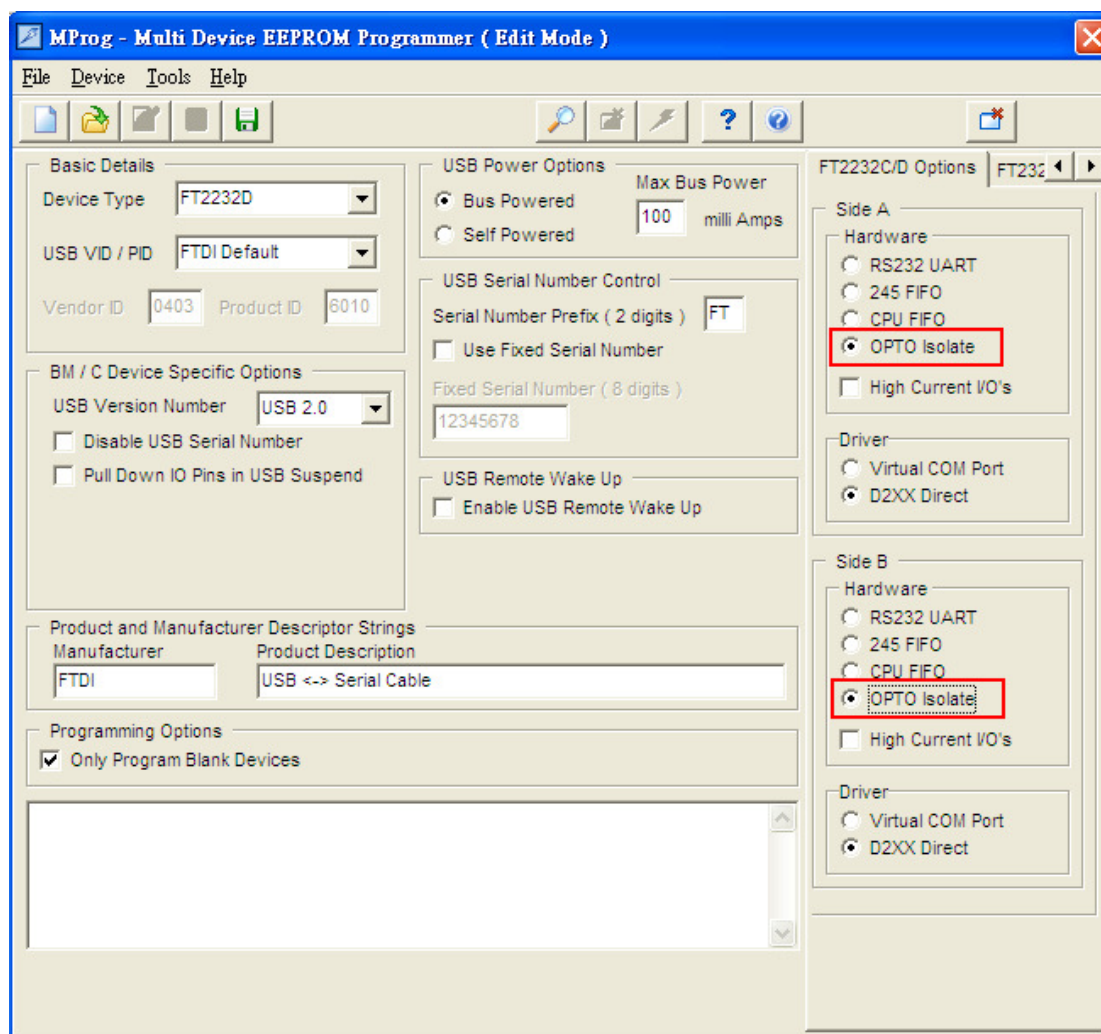 MProg - Multi Device EEPROM Programmer ( Edit Mode )
File Device Tools Help
Basic Details
Device Type FT2232D
USB VID / PID FTDI Default
Vendor ID 0403 Product ID 6010
BM / C Device Specific Options
USB Version Number USB 2.0
Disable USB Serial Number
Pull Down IO Pins in USB Suspend
USB Power Options
Bus Powered
Self Powered
Max Bus Power
100 milli Amps
USB Serial Number Control
Serial Number Prefix ( 2 digits ) FT
Use Fixed Serial Number
Fixed Serial Number ( 8 digits )
12345678
USB Remote Wake Up
Enable USB Remote Wake Up
Product and Manufacturer Descriptor Strings
Manufacturer Product Description
FTDI USB <-> Serial Cable
Programming Options
Only Program Blank Devices
FT2232C/D Options FT232
Side A
Hardware
RS232 UART
245 FIFO
CPU FIFO
OPTO Isolate
High Current I/O's
Driver
Virtual COM Port
D2XX Direct
Side B
Hardware
RS232 UART
245 FIFO
CPU FIFO
OPTO Isolate
High Current I/O's
Driver
Virtual COM Port
D2XX Direct